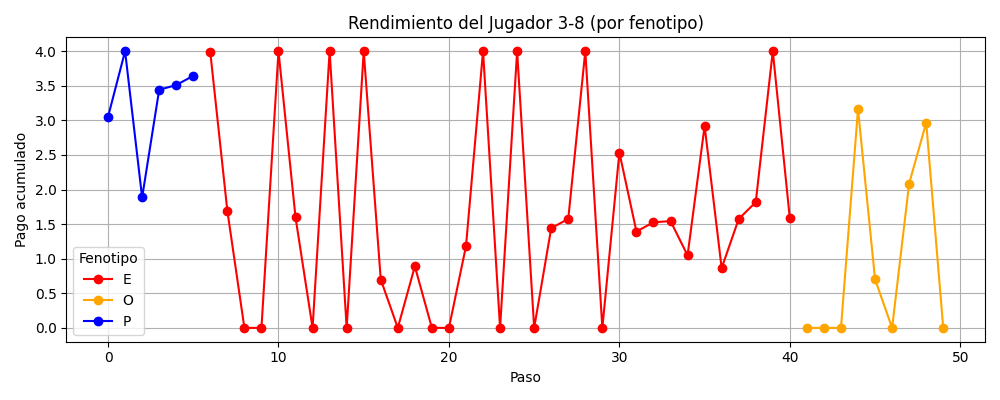 Rendimiento del Jugador 3-8 (por fenotipo)
Pago acumulado
4.0
3.5
3.0
2.5
2.0
1.5
1.0
0.5
0.0
Fenotipo
E
O
P
0 10 20 30 40 50
Paso